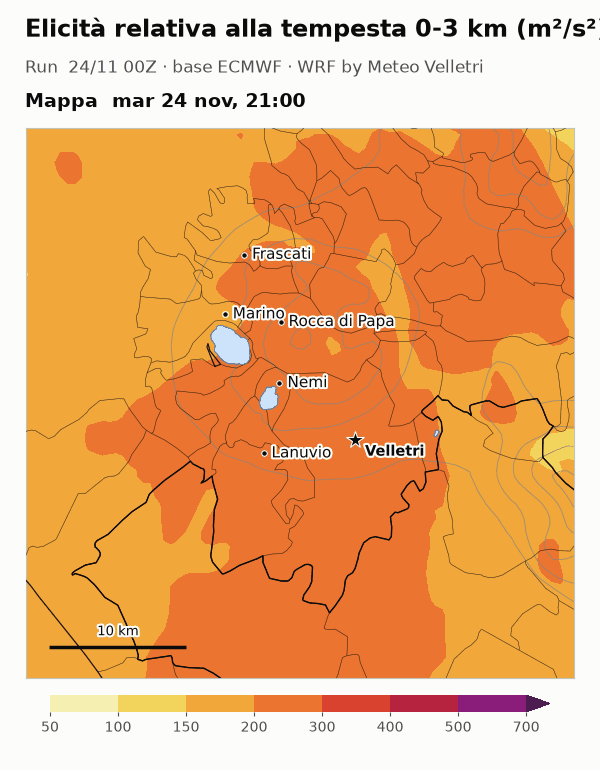 Elicità relativa alla tempesta 0-3 km (m²/s²)
Run 24/11 00Z · base ECMWF · WRF by Meteo Velletri
Mappa mar 24 nov, 21:00
Frascati
Marino
Rocca di Papa
Nemi
Lanuvio
Velletri
10 km
50 100 150 200 300 400 500 700